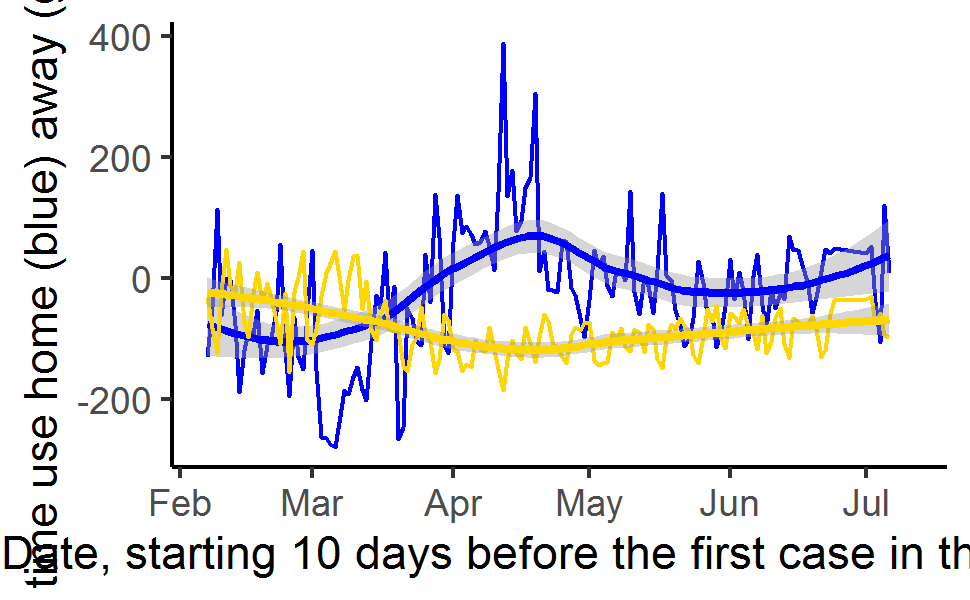 time use home (blue) away (
400
200
0
-200
Feb Mar Apr May Jun Jul
Date, starting 10 days before the first case in th